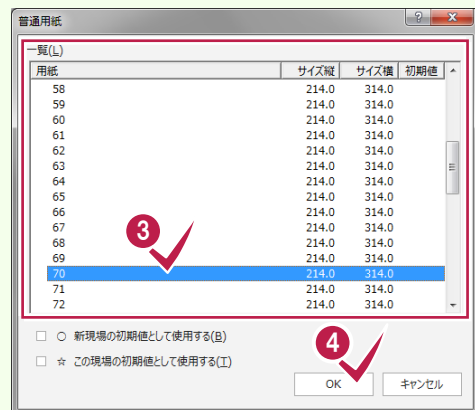 普通用紙
一覧(L)
用紙 サイズ縦 サイズ横 初期値
58 214.0 314.0
59 214.0 314.0
60 214.0 314.0
61 214.0 314.0
62 214.0 314.0
63 214.0 314.0
64 214.0 314.0
65 214.0 314.0
66 214.0 314.0
67 214.0 314.0
68 214.0 314.0
69 214.0 314.0
70 214.0 314.0
71 214.0 314.0
72 214.0 314.0
3
○ 新現場の初期値として使用する(B)
☆ この現場の初期値として使用する(T)
4
OK キャンセル